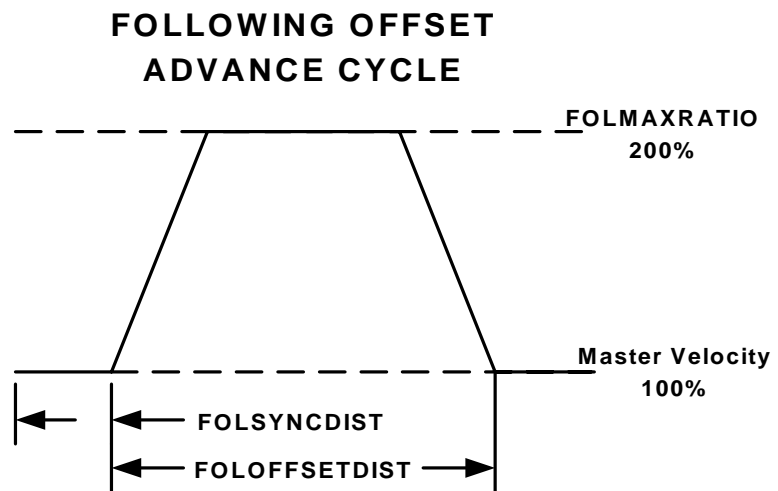 FOLLOWING OFFSET
ADVANCE CYCLE
FOLMAXRATIO
200%
Master Velocity
100%
FOLSYNCDIST
FOLOFFSETDIST